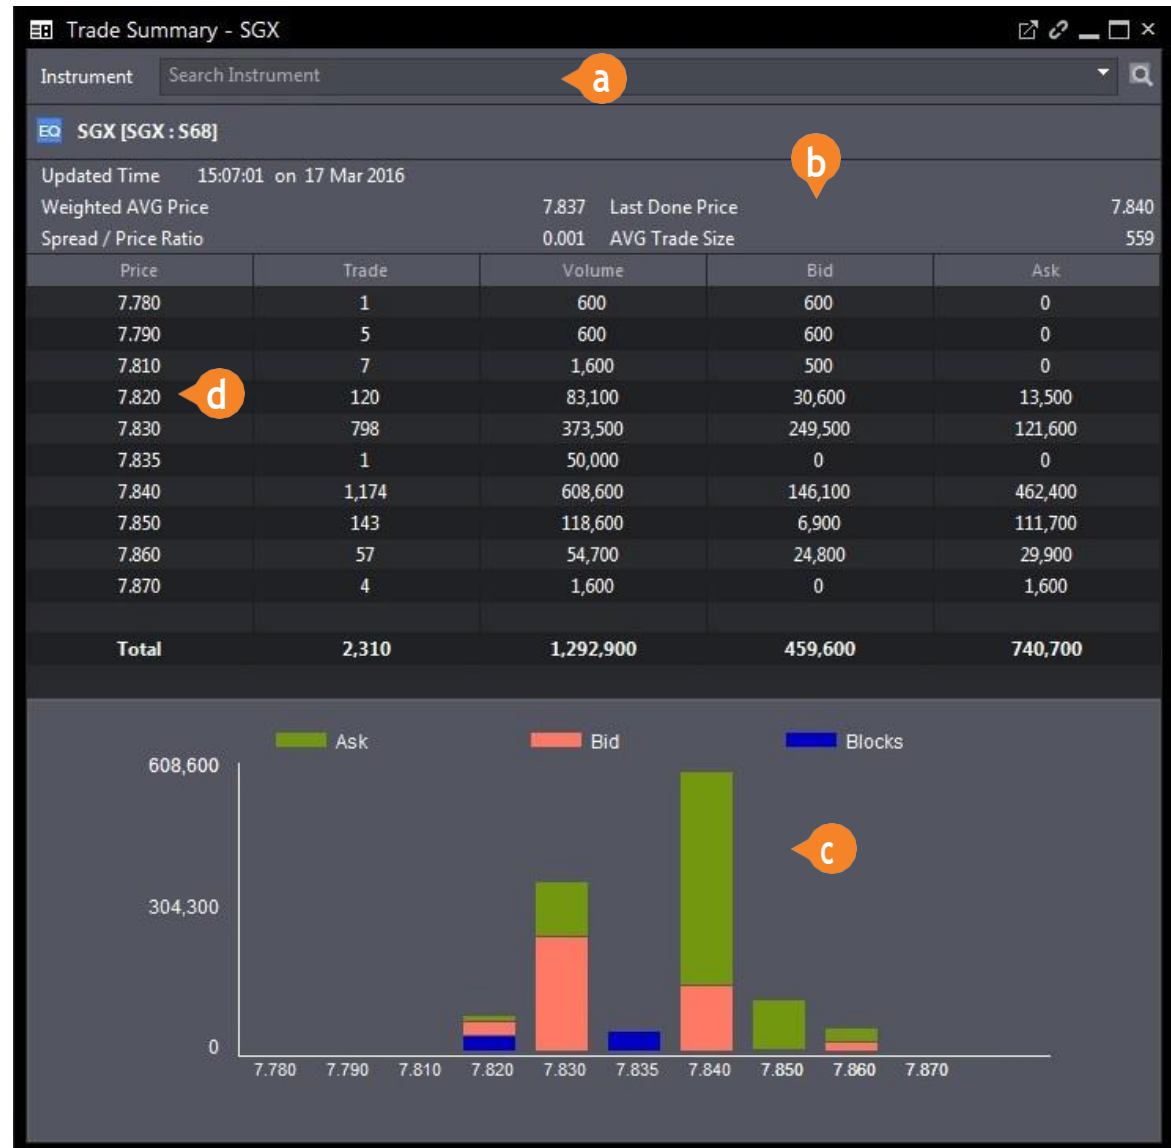 Trade Summary - SGX
Instrument Search Instrument a
EQ SGX [SGX : S68]
b
Updated Time 15:07:01 on 17 Mar 2016
Weighted AVG Price 7.837 Last Done Price 7.840
Spread / Price Ratio 0.001 AVG Trade Size 559
Price Trade Volume Bid Ask
7.780 1 600 600 0
7.790 5 600 600 0
7.810 7 1,600 500 0
7.820 d 120 83,100 30,600 13,500
7.830 798 373,500 249,500 121,600
7.835 1 50,000 0 0
7.840 1,174 608,600 146,100 462,400
7.850 143 118,600 6,900 111,700
7.860 57 54,700 24,800 29,900
7.870 4 1,600 0 1,600
Total 2,310 1,292,900 459,600 740,700
Ask Bid Blocks
608,600
c
304,300
0
7.780 7.790 7.810 7.820 7.830 7.835 7.840 7.850 7.860 7.870